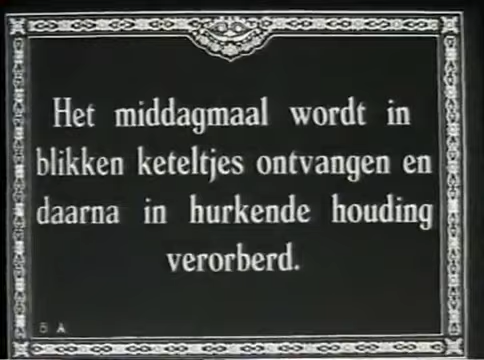 Het middagmaal wordt in
blikken keteltjes ontvangen en
daarna in hurkende houding
verorberd.
5 A